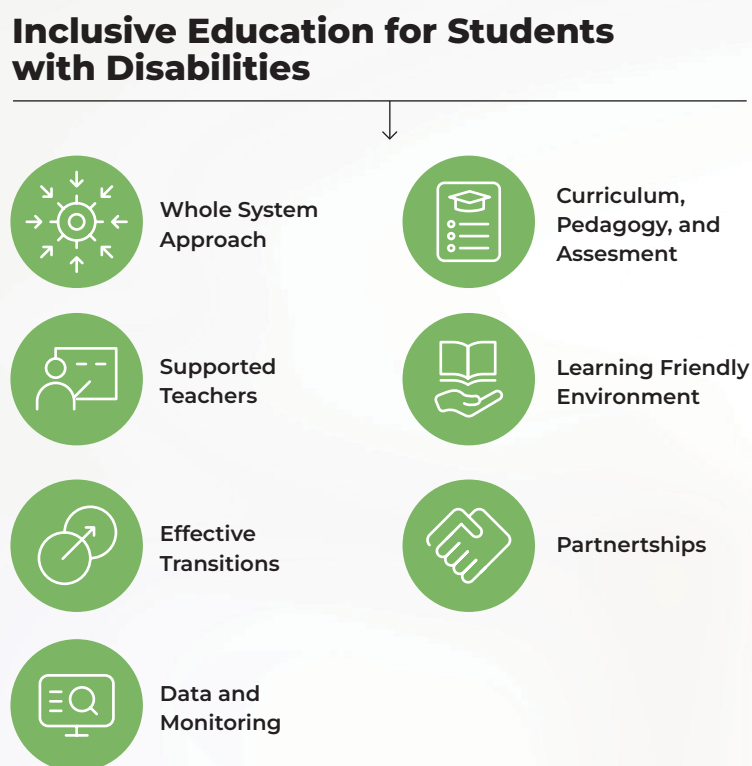 Inclusive Education for Students
with Disabilities
Whole System
Approach
Curriculum,
Pedagogy, and
Assesment
Supported
Teachers
Learning Friendly
Environment
Effective
Transitions
Partnertships
Data and
Monitoring